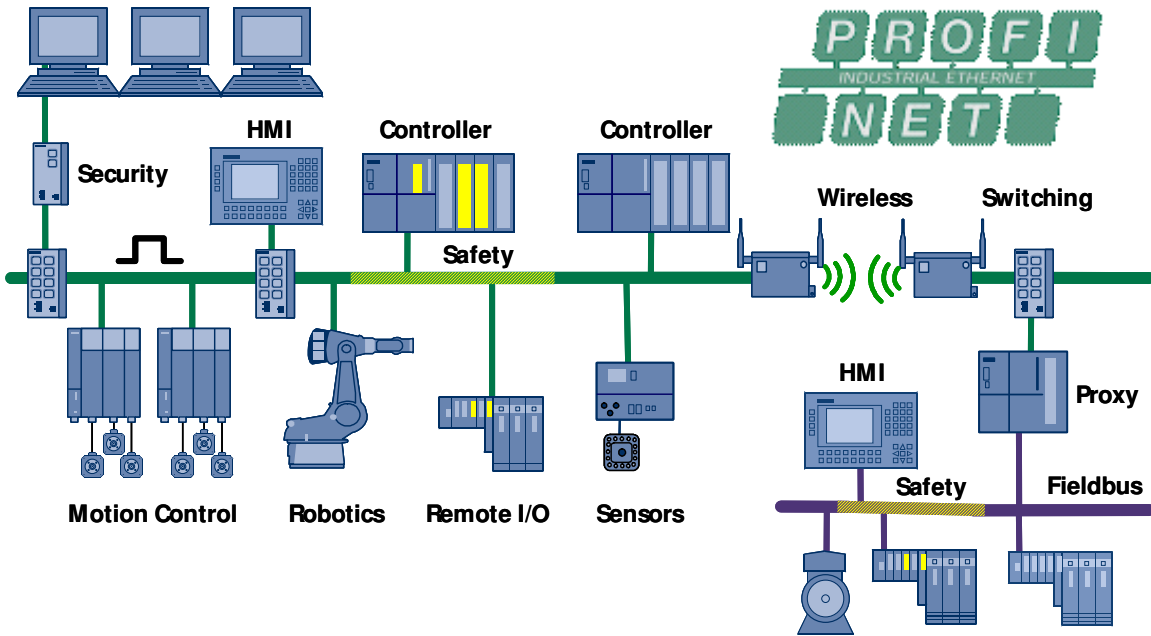 PROFI
INDUSTRIAL ETHERNET
NET
HMI
Controller
Controller
Security
Wireless
Switching
Safety
HMI
Proxy
Safety
Fieldbus
Motion Control
Robotics
Remote I/O
Sensors